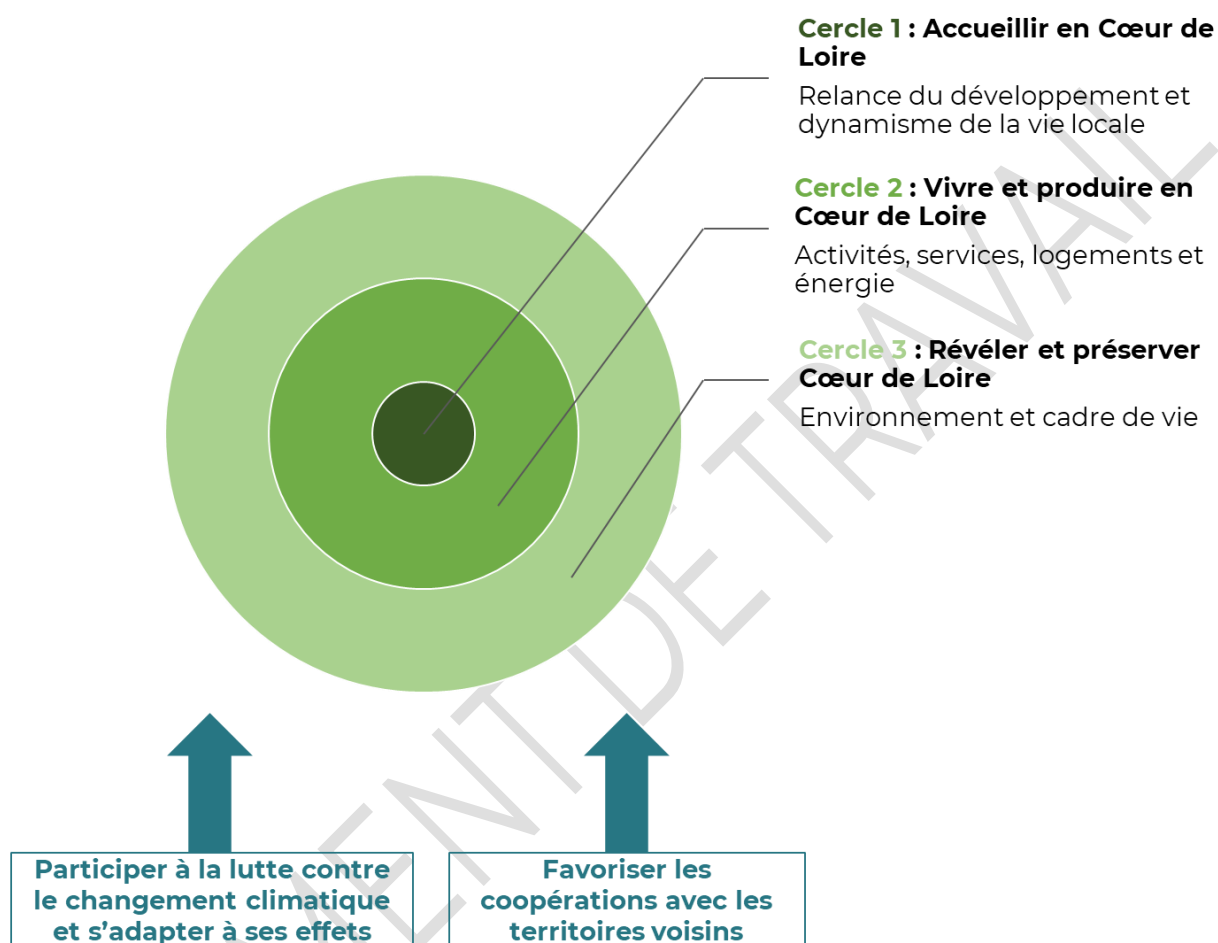 Cercle 1 : Accueillir en Cœur de
Loire
Relance du développement et
dynamisme de la vie locale
Cercle 2 : Vivre et produire en
Cœur de Loire
Activités, services, logements et
énergie
Cercle 3 : Révéler et préserver
Cœur de Loire
Environnement et cadre de vie
Participer à la lutte contre
le changement climatique
et s’adapter à ses effets
Favoriser les
coopérations avec les
territoires voisins
MENT DE TRAVAIL